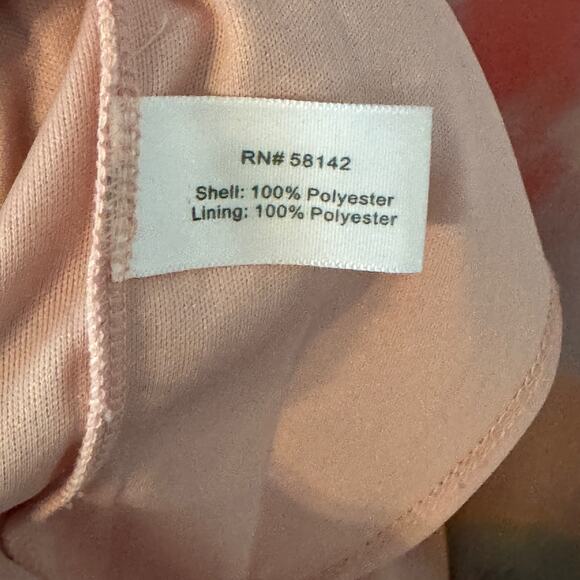 RN# 58142
Shell: 100% Polyester
Lining: 100% Polyester